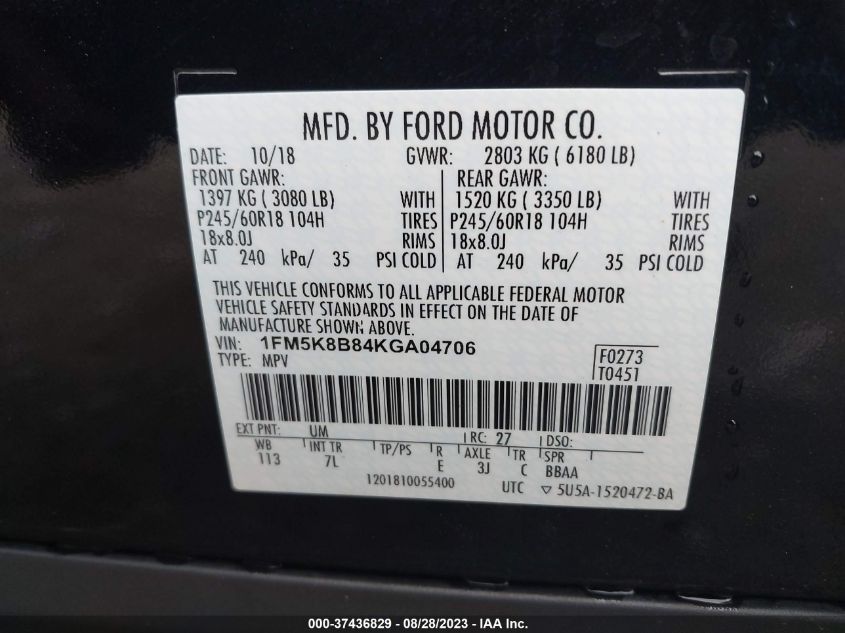 MFD. BY FORD MOTOR CO.
DATE: 10/18 GVWR: 2803 KG ( 6180 LB)
FRONT GAWR: REAR GAWR:
1397 KG ( 3080 LB) WITH 1520 KG ( 3350 LB) WITH
P245/60R18 104H TIRES P245/60R18 104H TIRES
18x8.0J RIMS 18x8.0J RIMS
AT 240 kPa/ 35 PSI COLD AT 240 kPa/ 35 PSI COLD
THIS VEHICLE CONFORMS TO ALL APPLICABLE FEDERAL MOTOR
VEHICLE SAFETY STANDARDS IN EFFECT ON THE DATE OF
MANUFACTURE SHOWN ABOVE.
VIN: 1FM5K8B84KGA04706
TYPE: MPV
F0273
T0451
EXT PNT: UM RC: 27 DSO:
WB INT TR TP/PS R AXLE TR SPR
113 7L E 3J C BBAA
1201810055400 UTC ▽ 5U5A-1520472-BA
000-37436829 - 08/28/2023 - IAA Inc.